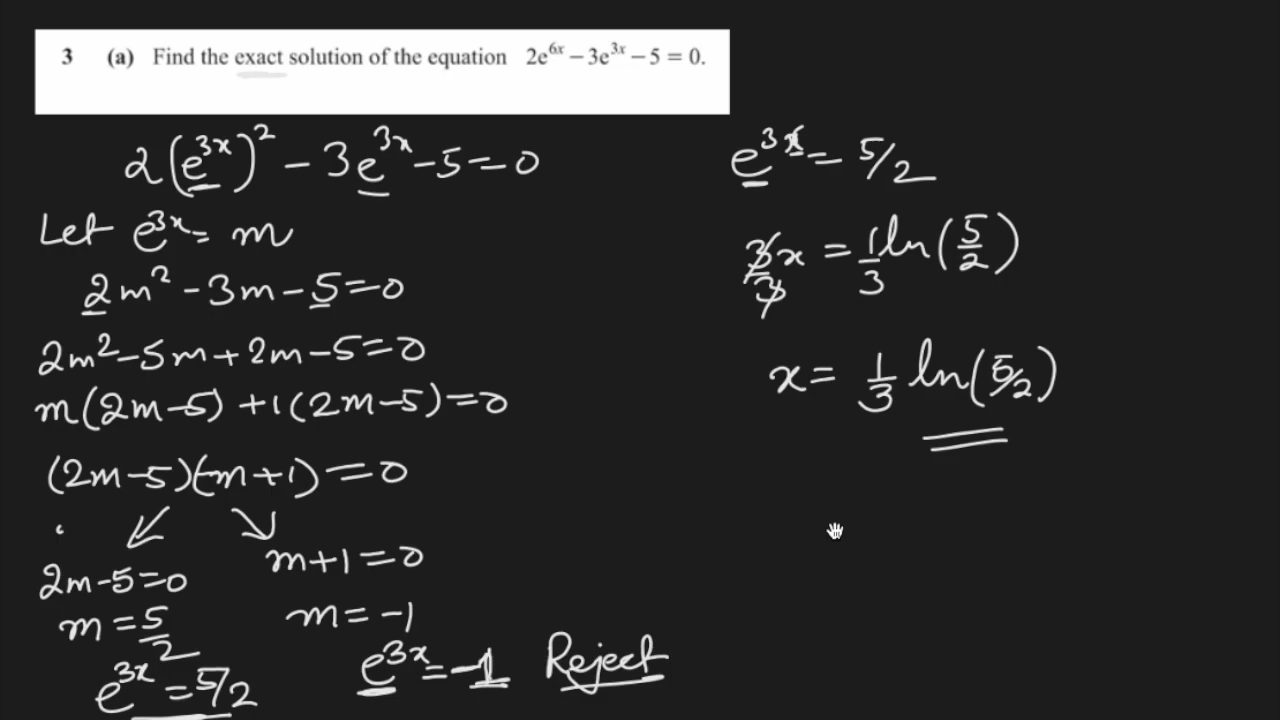 3 (a) Find the exact solution of the equation 2e^{6x} – 3e^{3x} – 5 = 0.
2(e^{3x})^2 - 3e^{3x} - 5 = 0
Let e^{3x} = m
2m^2 - 3m - 5 = 0
2m^2 - 5m + 2m - 5 = 0
m(2m-5) + 1(2m-5) = 0
(2m-5)(m+1) = 0
2m-5=0
m = 5/2
e^{3x} = 5/2
m+1=0
m = -1
e^{3x} = -1 Reject
e^{3x} = 5/2
3x/3 = 1/3 ln(5/2)
x = 1/3 ln(5/2)